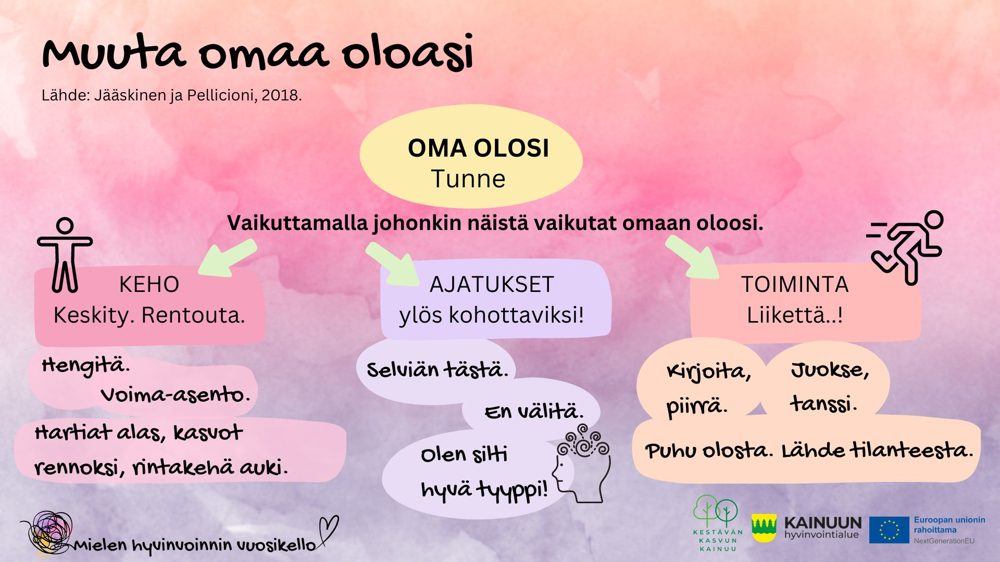 Muuta omaa oloasi
Lähde: Jääskinen ja Pellicioni, 2018.
OMA OLOSI
Tunne
Vaikuttamalla johonkin näistä vaikutat omaan oloosi.
KEHO
Keskity. Rentouta.
Hengitä.
Voima-asento.
Hartiat alas, kasvot
rennoksi, rintakehä auki.
AJATUKSET
ylös kohottaviksi!
Selviän tästä.
En välitä.
Olen silti
hyvä tyyppi!
TOIMINTA
Liikettä..!
Kirjoita,
piirrä.
Juokse,
tanssi.
Puhu olosta. Lähde tilanteesta.
Mielen hyvinvoinnin vuosikello
KESTÄVÄN
KASVUN
KAINUU
KAINUUN
hyvinvointialue
Euroopan unionin
rahoittama
NextGenerationEU